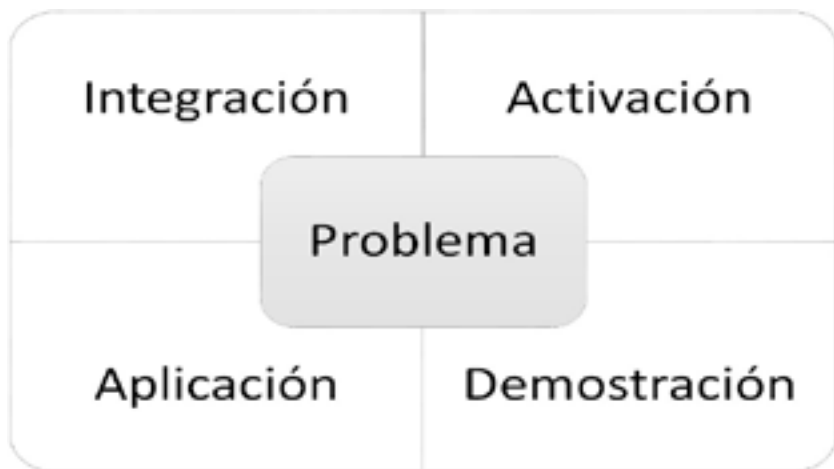 Integración
Activación
Problema
Aplicación
Demostración